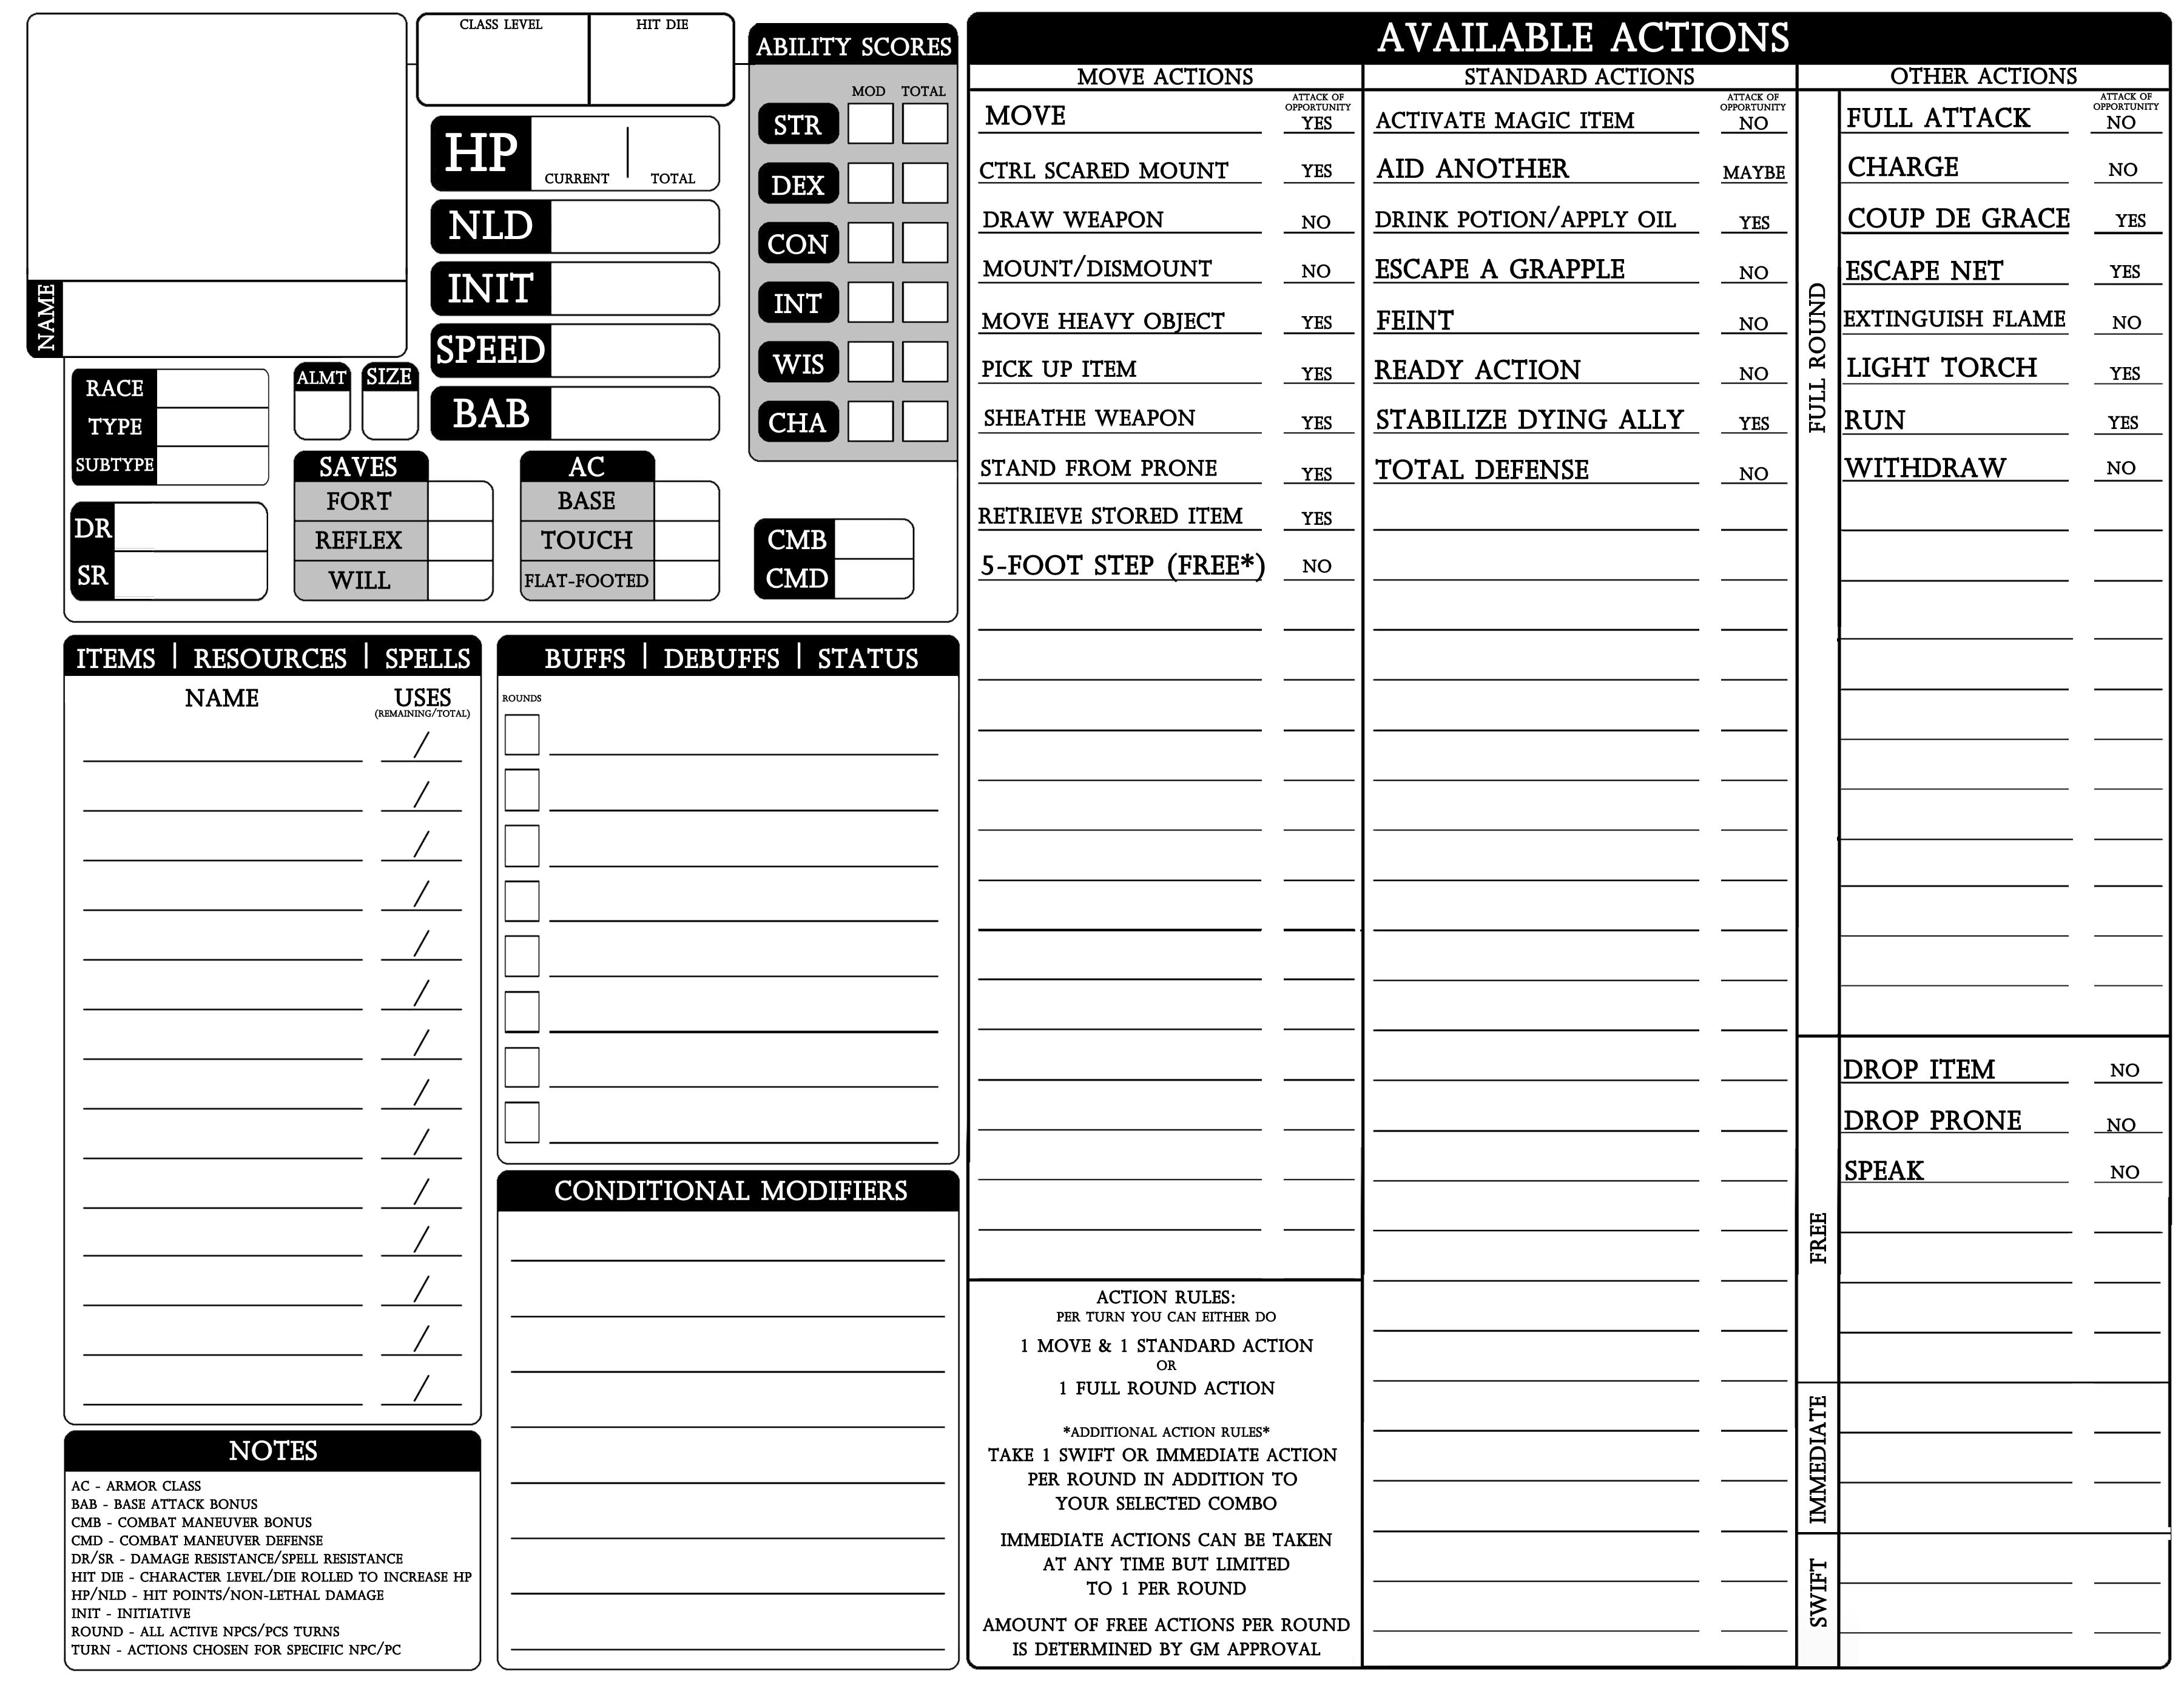 CLASS LEVEL
HIT DIE
NAME
HP
CURRENT
TOTAL
NLD
INIT
SPEED
BAB
ABILITY SCORES
MOD TOTAL
STR
DEX
CON
INT
WIS
CHA
RACE
TYPE
SUBTYPE
ALMT
SIZE
DR
SR
SAVES
FORT
REFLEX
WILL
AC
BASE
TOUCH
FLAT-FOOTED
CMB
CMD
ITEMS | RESOURCES | SPELLS
NAME USES
(REMAINING/TOTAL)
/
/
/
/
/
/
/
/
/
/
/
/
/
/
NOTES
AC - ARMOR CLASS
BAB - BASE ATTACK BONUS
CMB - COMBAT MANEUVER BONUS
CMD - COMBAT MANEUVER DEFENSE
DR/SR - DAMAGE RESISTANCE/SPELL RESISTANCE
HIT DIE - CHARACTER LEVEL/DIE ROLLED TO INCREASE HP
HP/NLD - HIT POINTS/NON-LETHAL DAMAGE
INIT - INITIATIVE
ROUND - ALL ACTIVE NPCS/PCS TURNS
TURN - ACTIONS CHOSEN FOR SPECIFIC NPC/PC
BUFFS | DEBUFFS | STATUS
ROUNDS
CONDITIONAL MODIFIERS
AVAILABLE ACTIONS
MOVE ACTIONS
ATTACK OF
OPPORTUNITY
MOVE YES
CTRL SCARED MOUNT YES
DRAW WEAPON NO
MOUNT/DISMOUNT NO
MOVE HEAVY OBJECT YES
PICK UP ITEM YES
SHEATHE WEAPON YES
STAND FROM PRONE YES
RETRIEVE STORED ITEM YES
5-FOOT STEP (FREE*) NO
ACTION RULES:
PER TURN YOU CAN EITHER DO
1 MOVE & 1 STANDARD ACTION
OR
1 FULL ROUND ACTION
*ADDITIONAL ACTION RULES*
TAKE 1 SWIFT OR IMMEDIATE ACTION
PER ROUND IN ADDITION TO
YOUR SELECTED COMBO
IMMEDIATE ACTIONS CAN BE TAKEN
AT ANY TIME BUT LIMITED
TO 1 PER ROUND
AMOUNT OF FREE ACTIONS PER ROUND
IS DETERMINED BY GM APPROVAL
STANDARD ACTIONS
ATTACK OF
OPPORTUNITY
ACTIVATE MAGIC ITEM NO
AID ANOTHER MAYBE
DRINK POTION/APPLY OIL YES
ESCAPE A GRAPPLE NO
FEINT NO
READY ACTION NO
STABILIZE DYING ALLY YES
TOTAL DEFENSE NO
OTHER ACTIONS
ATTACK OF
OPPORTUNITY
FULL ROUND
FULL ATTACK NO
CHARGE NO
COUP DE GRACE YES
ESCAPE NET YES
EXTINGUISH FLAME NO
LIGHT TORCH YES
RUN YES
WITHDRAW NO
FREE
DROP ITEM NO
DROP PRONE NO
SPEAK NO
IMMEDIATE
SWIFT